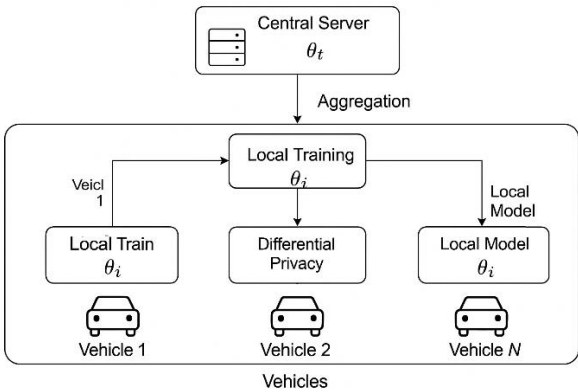 Central Server
θt
Aggregation
Local Training
θi
Veicl
1
Local
Model
Local Train
θi
Differential
Privacy
Local Model
θi
Vehicle 1
Vehicle 2
Vehicle N
Vehicles